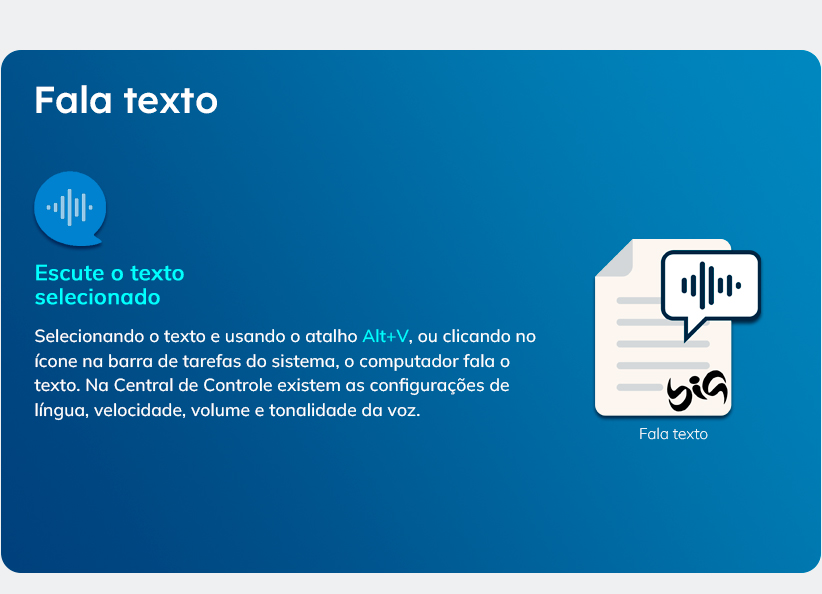 Fala texto
Escute o texto
selecionado
Selecionando o texto e usando o atalho Alt+V, ou clicando no
ícone na barra de tarefas do sistema, o computador fala o
texto. Na Central de Controle existem as configurações de
língua, velocidade, volume e tonalidade da voz.
big
Fala texto